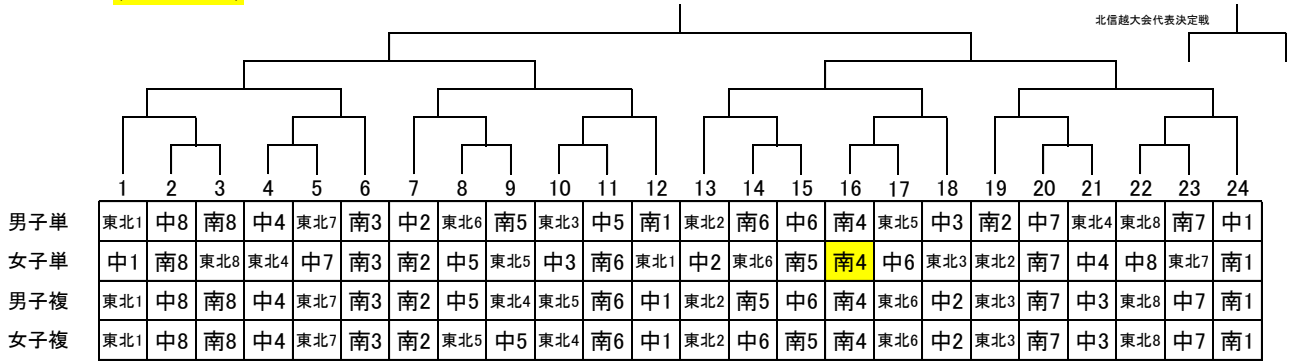 北信越大会代表決定戦
1 2 3 4 5 6 7 8 9 10 11 12 13 14 15 16 17 18 19 20 21 22 23 24
男子単 東北1 中8 南8 中4 東北7 南3 中2 東北6 南5 東北3 中5 南1 東北2 南6 中6 南4 東北5 中3 南2 中7 東北4 東北8 南7 中1
女子単 中1 南8 東北8 東北4 中7 南3 南2 中5 東北5 中3 南6 東北1 中2 東北6 南5 南4 中6 東北3 東北2 南7 中4 中8 東北7 南1
男子複 東北1 中8 南8 中4 東北7 南3 南2 中5 東北4 東北5 南6 中1 東北2 南5 中6 南4 東北6 中2 東北3 南7 中3 東北8 中7 南1
女子複 東北1 中8 南8 中4 東北7 南3 南2 東北5 中5 東北4 南6 中1 東北2 中6 南5 南4 東北6 中2 東北3 南7 中3 東北8 中7 南1